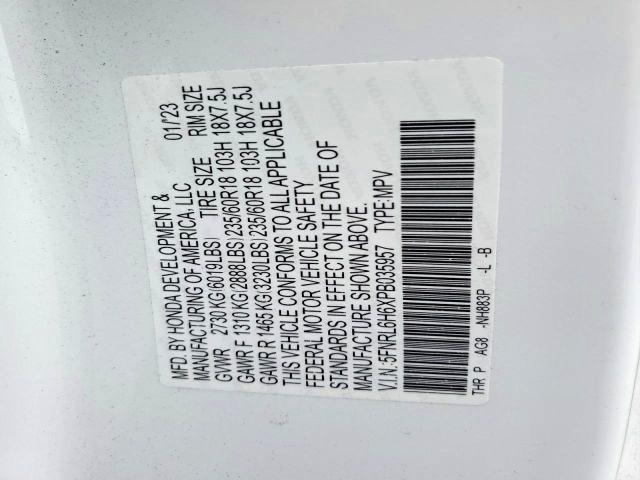 MFD. BY HONDA DEVELOPMENT &
MANUFACTURING OF AMERICA, LLC 01/23
GVWR 2730 KG(6019LBS) TIRE SIZE RIM SIZE
GAWR F 1310 KG(2888LBS)235/60R18 103H 18X7.5J
GAWR R 1465 KG(3230LBS)235/60R18 103H 18X7.5J
THIS VEHICLE CONFORMS TO ALL APPLICABLE
FEDERAL MOTOR VEHICLE SAFETY
STANDARDS IN EFFECT ON THE DATE OF
MANUFACTURE SHOWN ABOVE.
V.I.N.:5FNRL6H6XPB035957 TYPE:MPV
THR P AG8 -NH883P -L -B